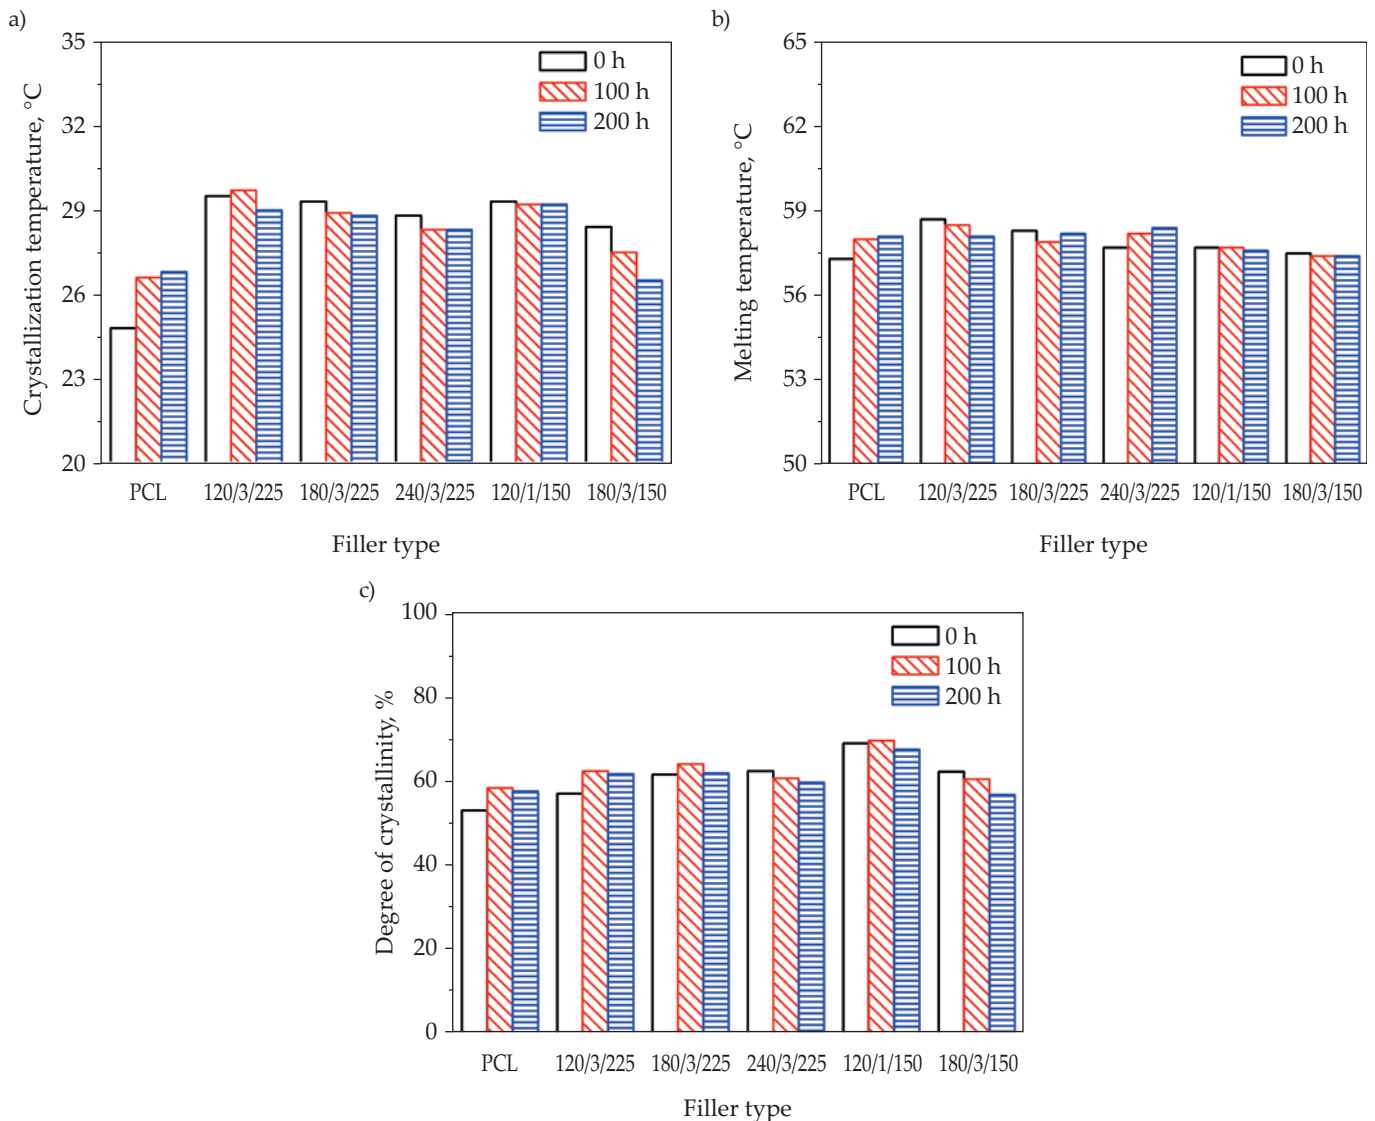 a)
35
32
29
26
23
20
Crystallization temperature, °C
0 h
100 h
200 h
PCL 120/3/225 180/3/225 240/3/225 120/1/150 180/3/150
Filler type
b)
65
62
59
56
53
50
Melting temperature, °C
0 h
100 h
200 h
PCL 120/3/225 180/3/225 240/3/225 120/1/150 180/3/150
Filler type
c)
100
80
60
40
20
0
Degree of crystallinity, %
0 h
100 h
200 h
PCL 120/3/225 180/3/225 240/3/225 120/1/150 180/3/150
Filler type